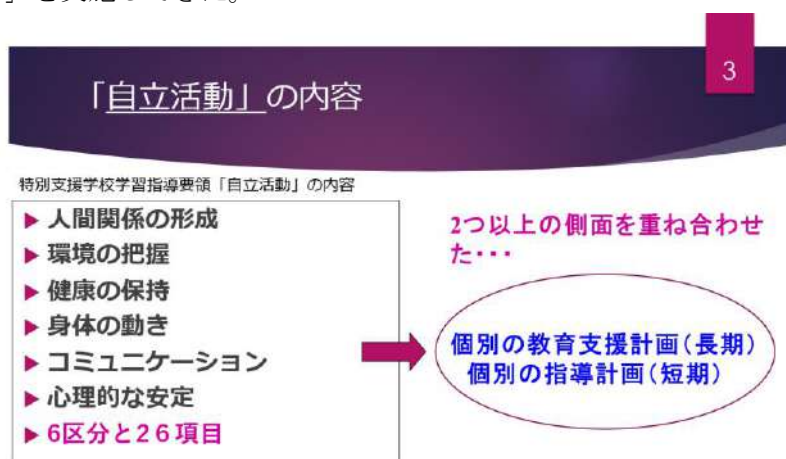 」を実施してきた。
3
「自立活動」の内容
特別支援学校学習指導要領「自立活動」の内容
▶ 人間関係の形成
▶ 環境の把握
▶ 健康の保持
▶ 身体の動き
▶ コミュニケーション
▶ 心理的な安定
▶ 6区分と26項目
2つ以上の側面を重ね合わせ
た・・・
個別の教育支援計画(長期)
個別の指導計画(短期)